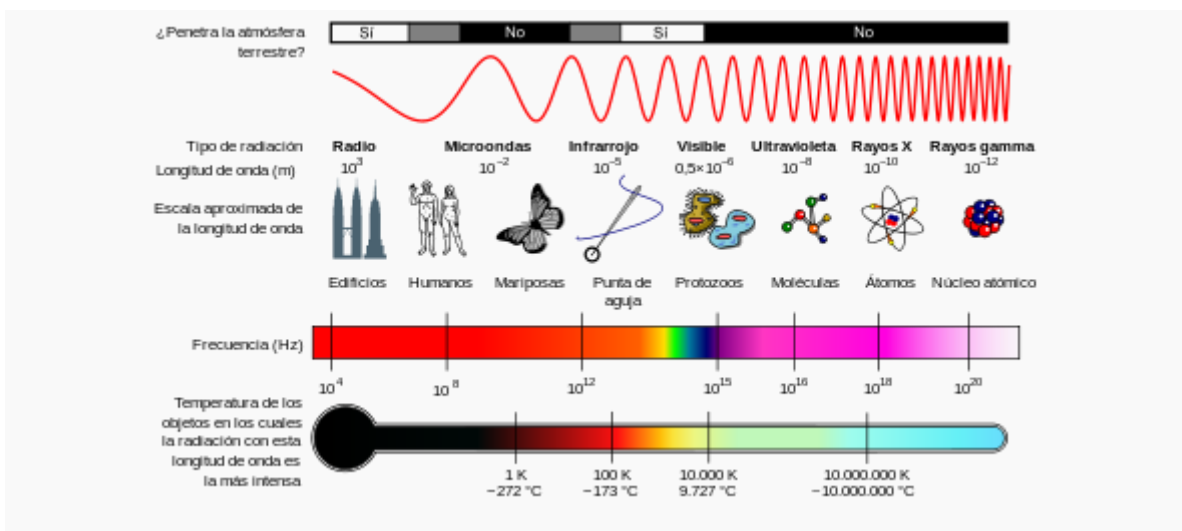 ¿Penetra la atmósfera
terrestre?
Sí No Sí No
Tipo de radiación Radio Microondas Infrarrojo Visible Ultravioleta Rayos X Rayos gamma
Longitud de onda (m) 10³ 10⁻² 10⁻⁵ 0,5×10⁻⁶ 10⁻⁸ 10⁻¹⁰ 10⁻¹²
Escala aproximada de
la longitud de onda
Edificios Humanos Mariposas Punta de aguja Protozoos Moléculas Átomos Núcleo atómico
Frecuencia (Hz)
10⁴ 10⁸ 10¹² 10¹⁵ 10¹⁶ 10¹⁸ 10²⁰
Temperatura de los
objetos en los cuales
la radiación con esta
longitud de onda es
la más intensa
1 K 100 K 10.000 K 10.000.000 K
−272 °C −173 °C 9.727 °C ~10.000.000 °C